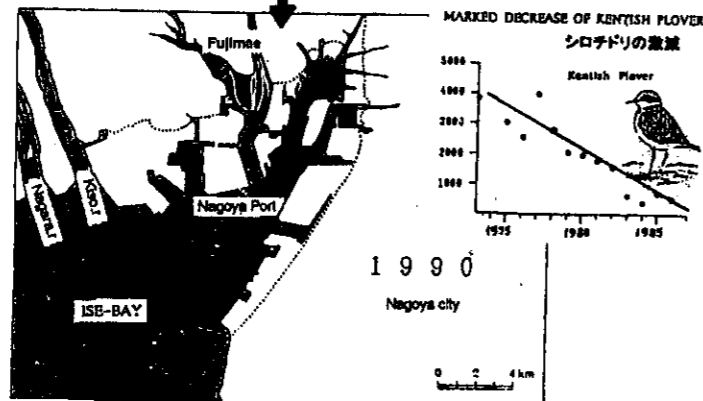 MARKED DECREASE OF KENTISH PLOVER
シロチドリの激減
Fujimae
Nagara.r
Kiso.r
Nagoya Port
ISE-BAY
1990
Nagoya city
0 2 4 km
Kentish Plover
5000
4000
3000
2000
1000
1975
1980
1985